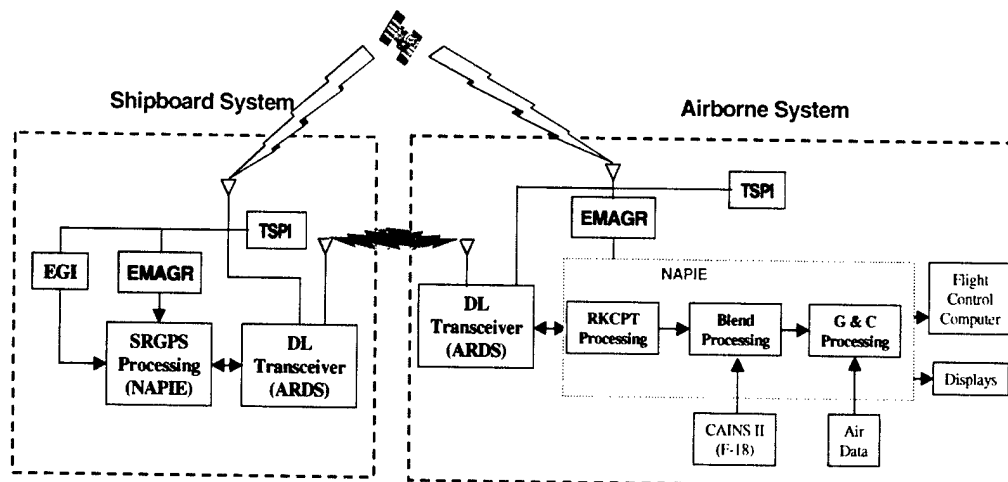 Shipboard System
Airborne System
TSPI
EGI
EMAGR
SRGPS
Processing
(NAPIE)
DL
Transceiver
(ARDS)
TSPI
EMAGR
NAPIE
DL
Transceiver
(ARDS)
RKCPT
Processing
Blend
Processing
G & C
Processing
Flight
Control
Computer
Displays
CAINS II
(F-18)
Air
Data